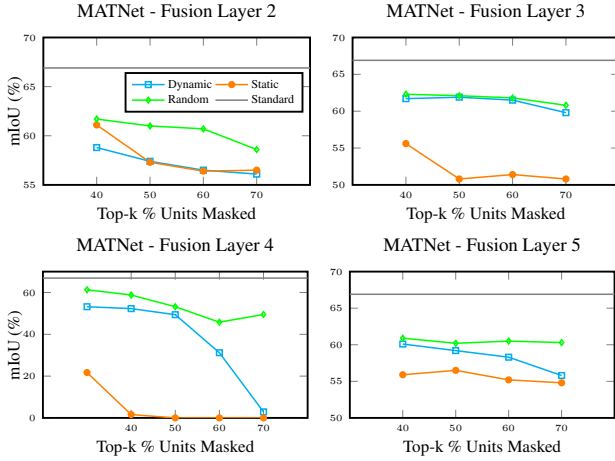 MATNet - Fusion Layer 2
MATNet - Fusion Layer 3
70
65
60
55
mIoU (%)
Dynamic Static
Random Standard
40 50 60 70
Top-k % Units Masked
70
65
60
55
50
40 50 60 70
Top-k % Units Masked
MATNet - Fusion Layer 4
MATNet - Fusion Layer 5
60
40
20
0
mIoU (%)
40 50 60 70
Top-k % Units Masked
70
65
60
55
50
40 50 60 70
Top-k % Units Masked